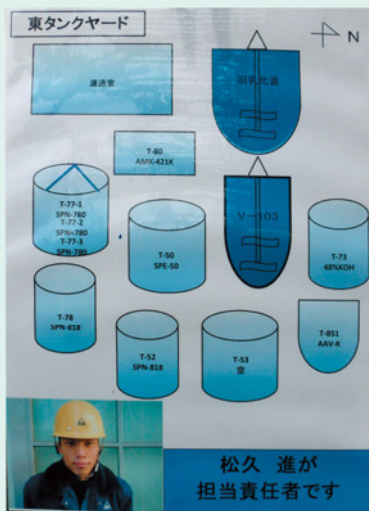 東タンクヤード
N
濾過室
旧乳化釜
T-80
AMK-421K
T-77-1
SPN-780
T-77-2
SPN-780
T-77-3
SPN-780
T-50
SPE-50
V-103
T-73
48%KOH
T-78
SPN-818
T-52
SPN-818
T-53
空
T-851
AAV-K
松久 進が
担当責任者です